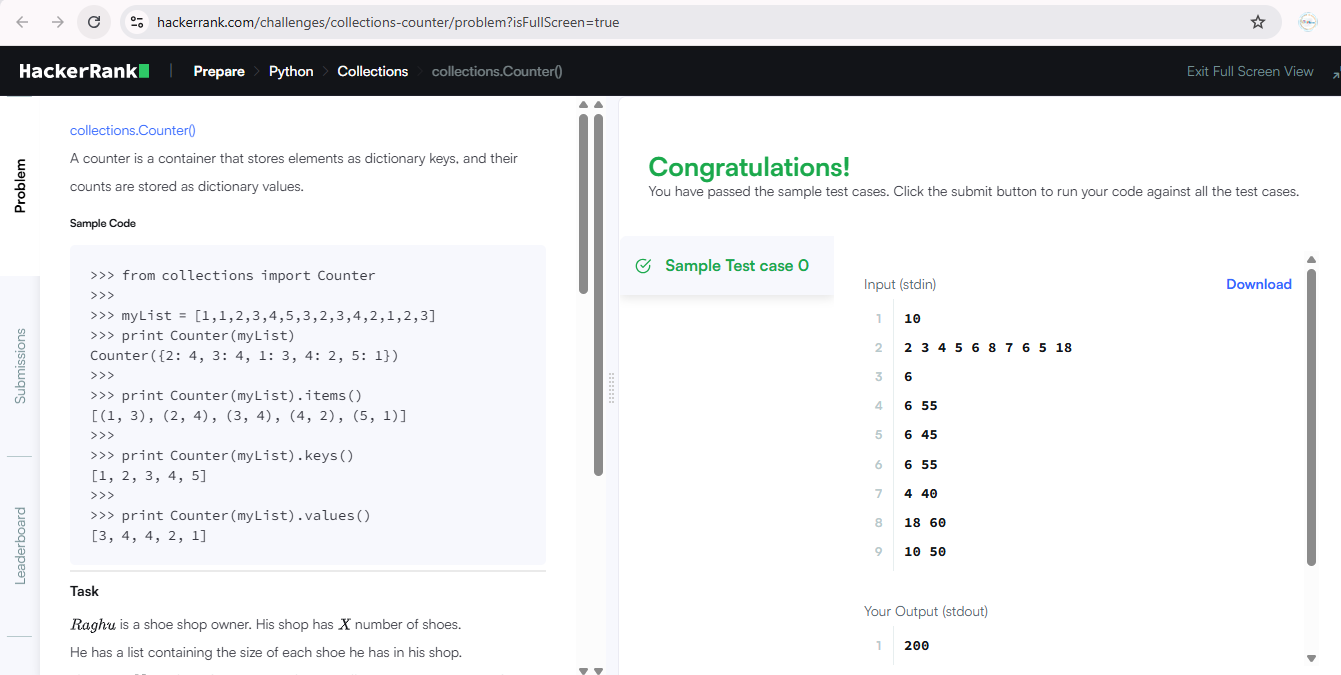 hackerrank.com/challenges/collections-counter/problem?isFullScreen=true
HackerRank | Prepare > Python > Collections > collections.Counter() Exit Full Screen View
Problem
Submissions
Leaderboard
collections.Counter()
A counter is a container that stores elements as dictionary keys, and their
counts are stored as dictionary values.
Sample Code
>>> from collections import Counter
>>>
>>> myList = [1,1,2,3,4,5,3,2,3,4,2,1,2,3]
>>> print Counter(myList)
Counter({2: 4, 3: 4, 1: 3, 4: 2, 5: 1})
>>>
>>> print Counter(myList).items()
[(1, 3), (2, 4), (3, 4), (4, 2), (5, 1)]
>>>
>>> print Counter(myList).keys()
[1, 2, 3, 4, 5]
>>>
>>> print Counter(myList).values()
[3, 4, 4, 2, 1]
Task
Raghu is a shoe shop owner. His shop has X number of shoes.
He has a list containing the size of each shoe he has in his shop.
Congratulations!
You have passed the sample test cases. Click the submit button to run your code against all the test cases.
Sample Test case 0
Input (stdin) Download
1 10
2 2 3 4 5 6 8 7 6 5 18
3 6
4 6 55
5 6 45
6 6 55
7 4 40
8 18 60
9 10 50
Your Output (stdout)
1 200